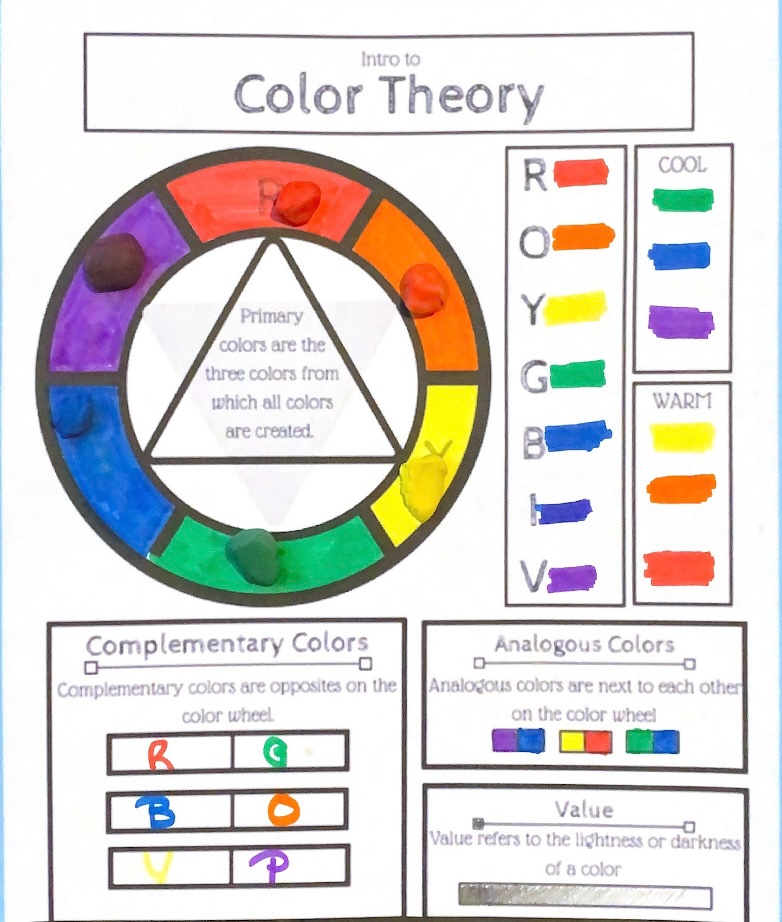 Intro to
Color Theory
R
Y
Primary
colors are the
three colors from
which all colors
are created.
R
O
Y
G
B
I
V
COOL
WARM
Complementary Colors
Complementary colors are opposites on the
color wheel.
R G
B O
Y P
Analogous Colors
Analogous colors are next to each other
on the color wheel
Value
Value refers to the lightness or darkness
of a color